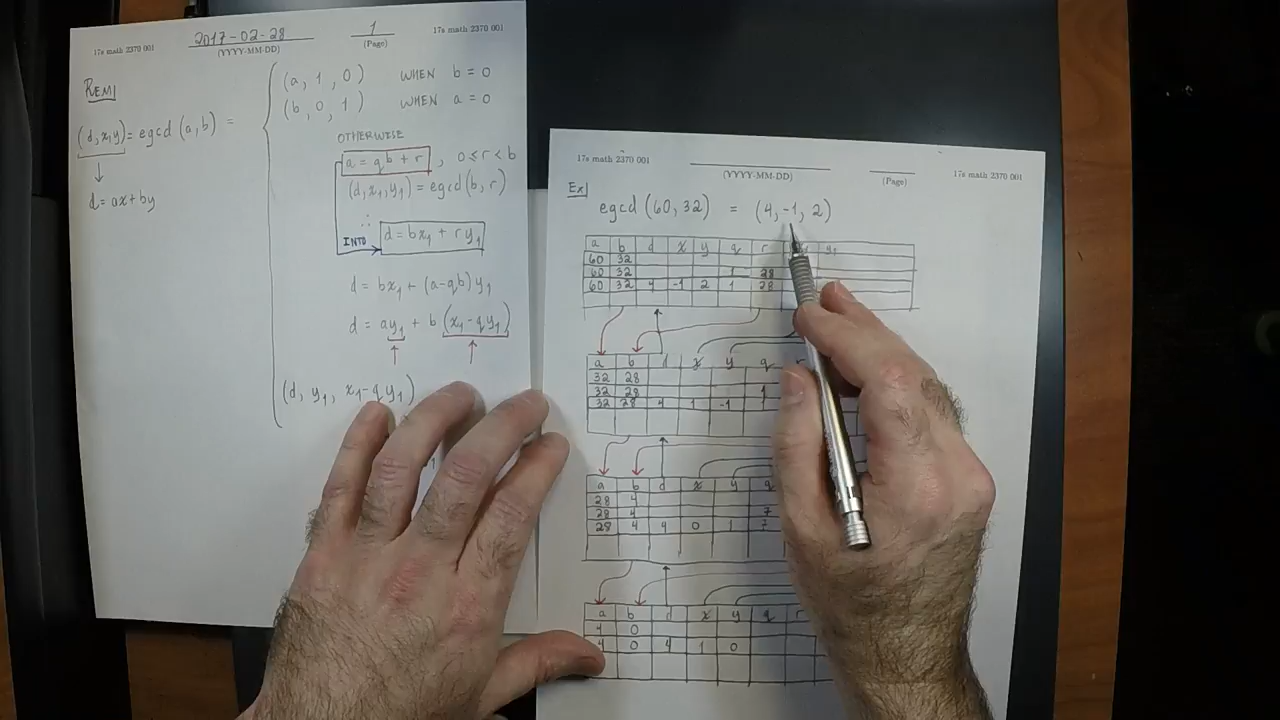 17s math 2370 001 2017-02-28 1 17s math 2370 001
(YYYY-MM-DD) (Page)
REM
(d,x,y) = egcd (a,b) =
d = ax+by
(a, 1, 0) WHEN b = 0
(b, 0, 1) WHEN a = 0
OTHERWISE
a = qb + r , 0 ≤ r < b
(d, x₁, y₁) = egcd (b, r)
∴
INTO d = bx₁ + r y₁
d = bx₁ + (a-qb) y₁
d = ay₁ + b (x₁ - q y₁)
(d, y₁, x₁ - q y₁)
17s math 2370 001 17s math 2370 001
(YYYY-MM-DD) (Page)
Ex
egcd (60, 32) = (4, -1, 2)
a b d x y q r y₁
60 32
60 32 1 28
60 32 4 -1 2 1 28
a b d x y q
32 28
32 28 1
32 28 4 1 -1 1
a b d x y q
28 4
28 4 7
28 4 4 0 1 7
a b d x y q r
4 0
4 0 4 1 0